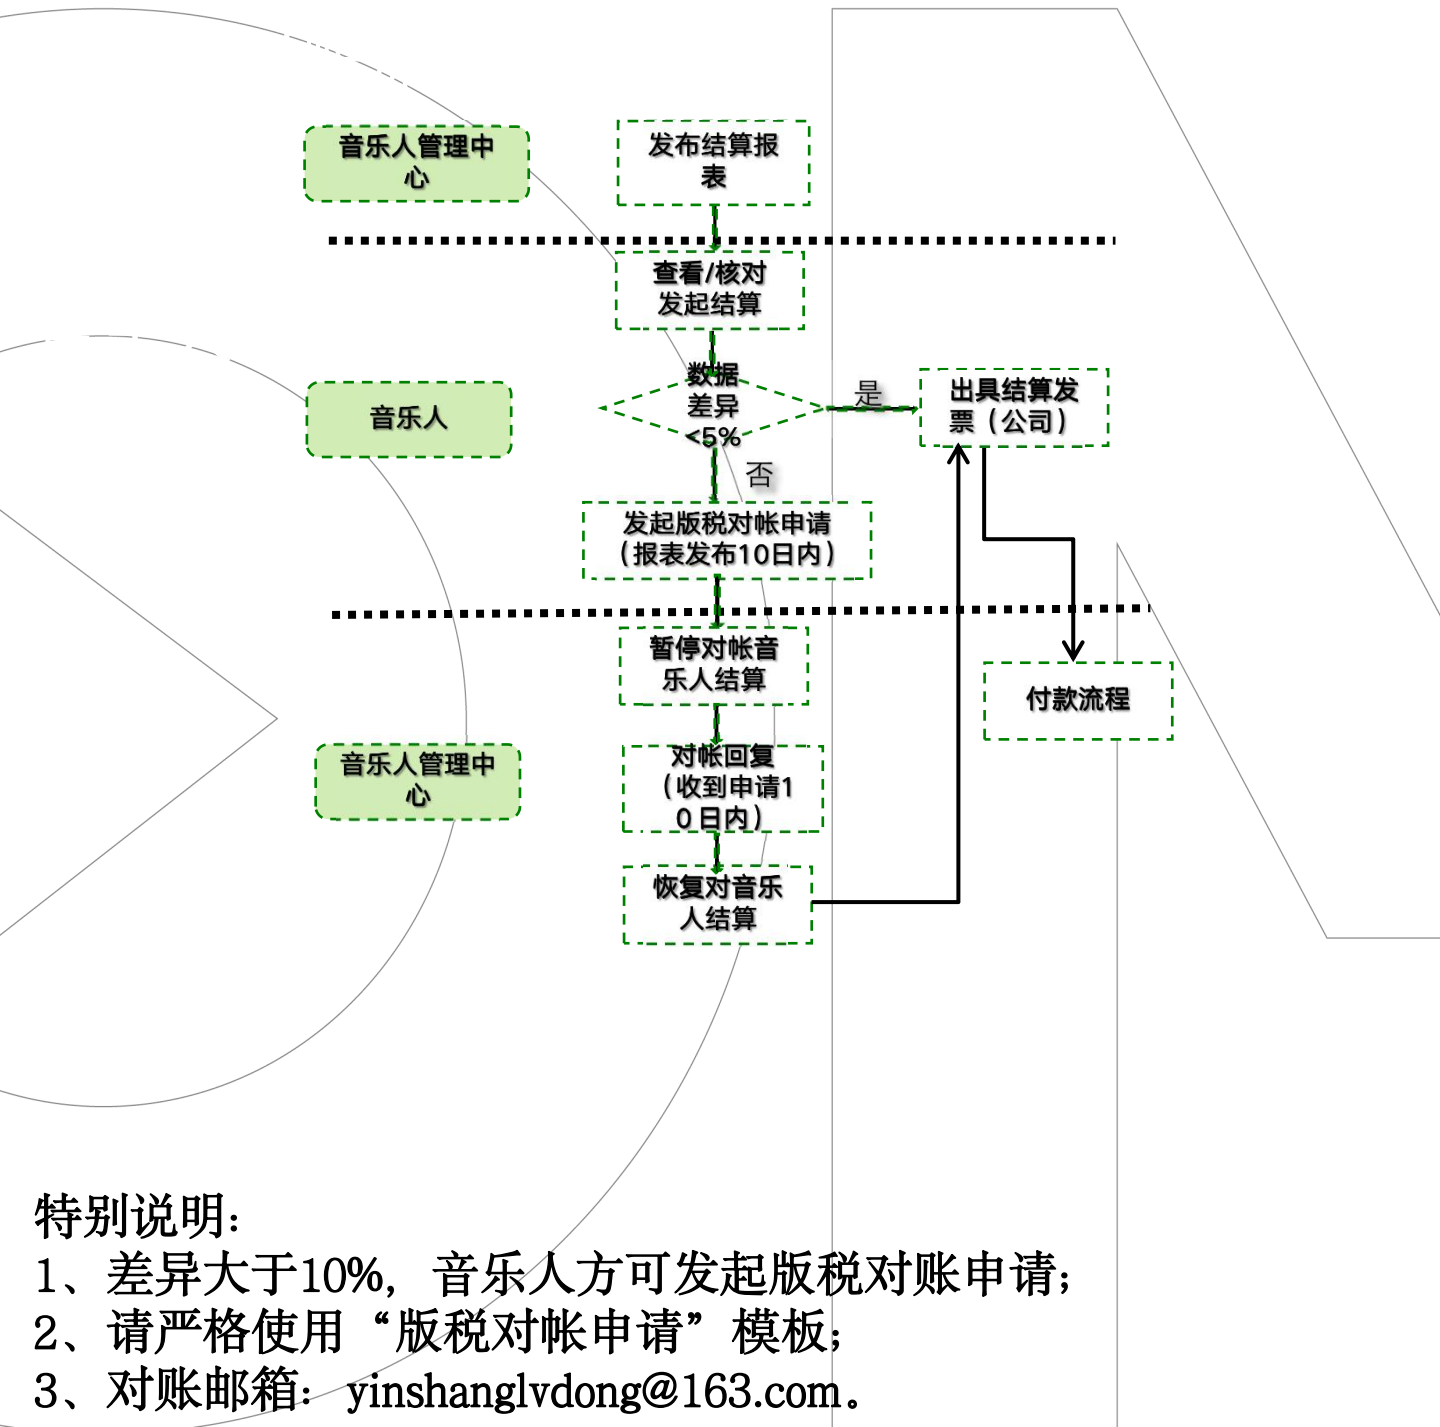 音乐人管理中
心
发布结算报
表
查看/核对
发起结算
音乐人
数据
差异
<5%
是
出具结算发
票（公司）
否
发起版税对帐申请
（报表发布10日内）
暂停对帐音
乐人结算
付款流程
音乐人管理中
心
对帐回复
（收到申请1
0日内）
恢复对音乐
人结算
特别说明：
1、差异大于10%，音乐人方可发起版税对账申请；
2、请严格使用“版税对帐申请”模板；
3、对账邮箱：yinshanglvdong@163.com。